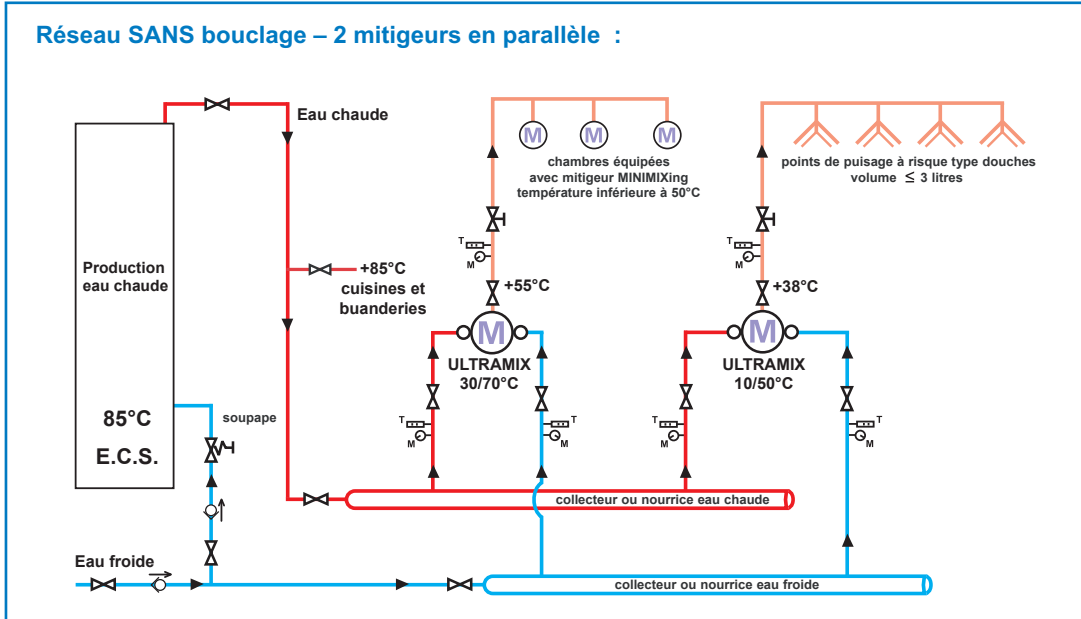 Réseau SANS bouclage – 2 mitigeurs en parallèle :
Eau chaude
M
M
M
chambres équipées
avec mitigeur MINIMIXing
température inférieure à 50°C
points de puisage à risque type douches
volume ≤ 3 litres
T
M
T
M
Production
eau chaude
+85°C
cuisines et
buanderies
+55°C
+38°C
M
M
ULTRAMIX
30/70°C
ULTRAMIX
10/50°C
85°C
E.C.S.
soupape
T
M
T
M
T
M
T
M
collecteur ou nourrice eau chaude
Eau froide
collecteur ou nourrice eau froide